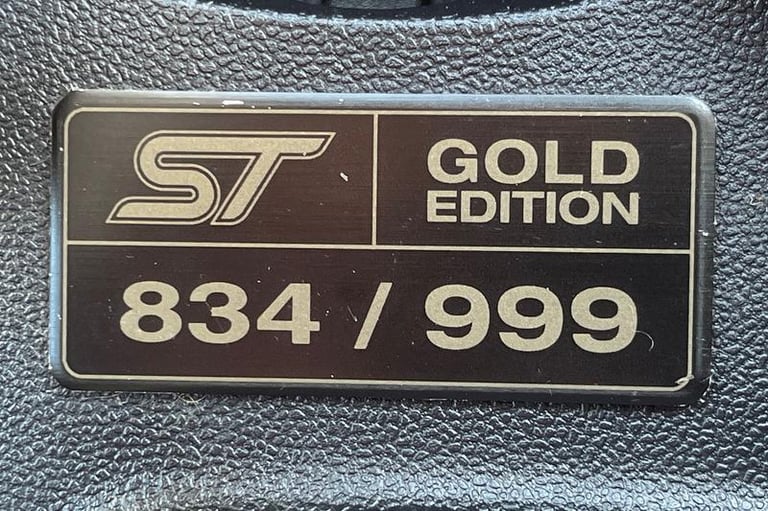 ST
GOLD
EDITION
834 / 999